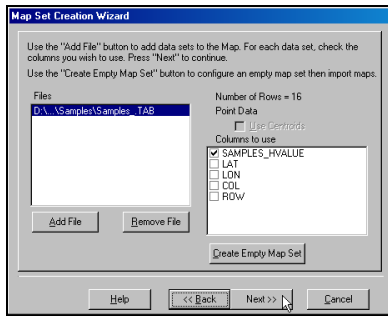 Map Set Creation Wizard
Use the "Add File" button to add data sets to the Map. For each data set, check the
columns you wish to use. Press "Next" to continue.
Use the "Create Empty Map Set" button to configure an empty map set then import maps.
Files
D:\...\Samples\Samples_.TAB
Add File
Remove File
Number of Rows = 16
Point Data
Use Centroids
Columns to use
SAMPLES_HVALUE
LAT
LON
COL
ROW
Create Empty Map Set
Help
<< Back
Next >>
Cancel